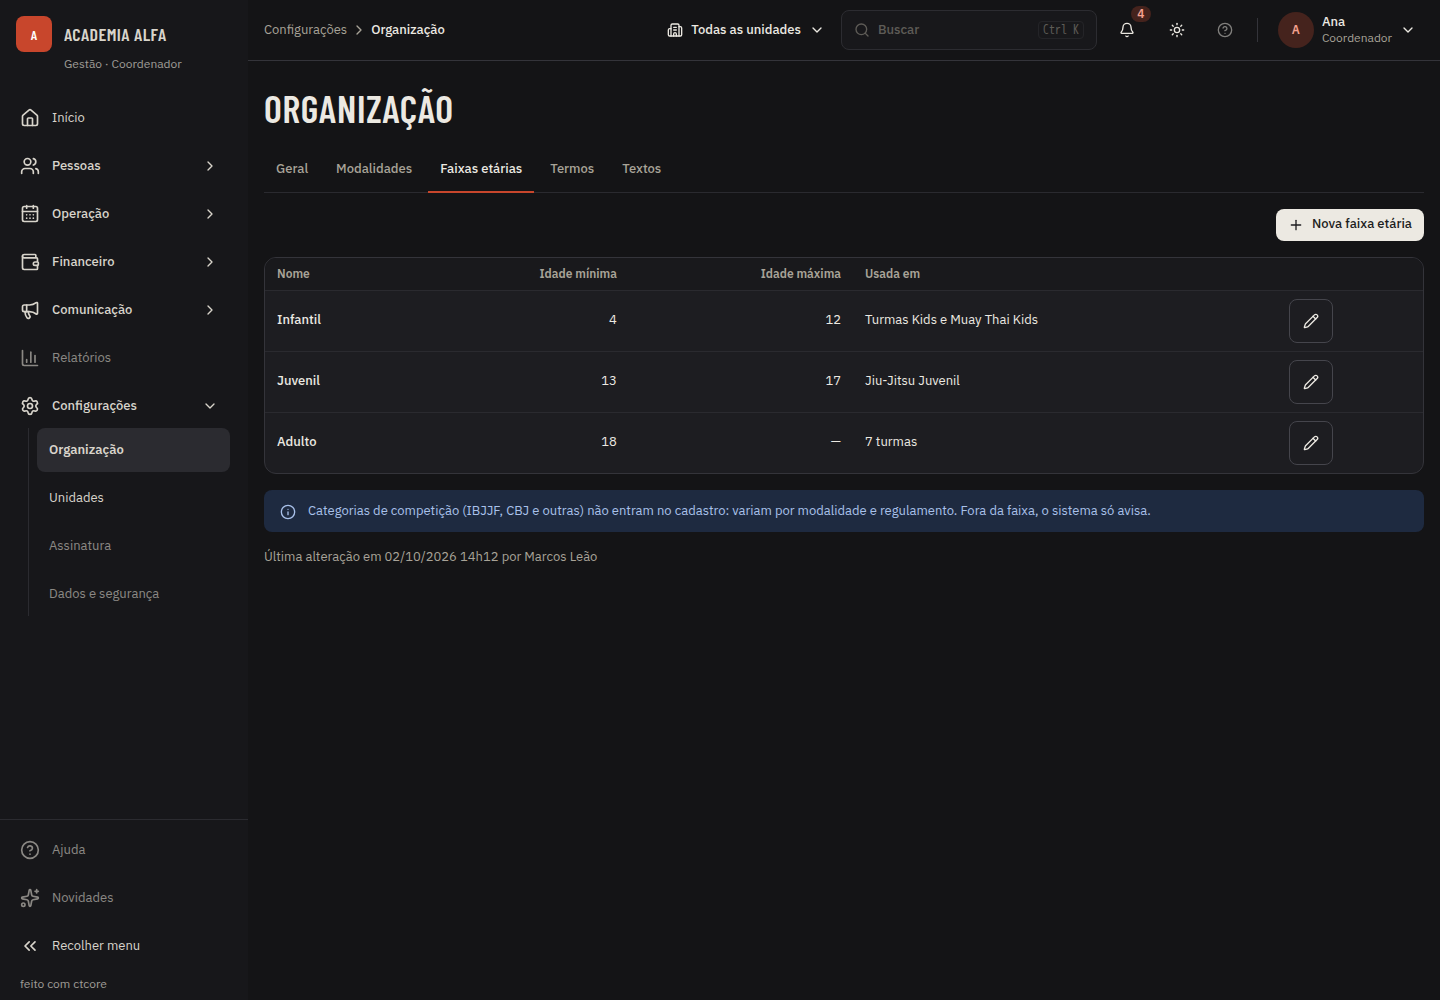 A
ACADEMIA ALFA
Gestão · Coordenador
Início
Pessoas
Operação
Financeiro
Comunicação
Relatórios
Configurações
Organização
Unidades
Assinatura
Dados e segurança
Ajuda
Novidades
Recolher menu
feito com ctcore
Configurações > Organização
Todas as unidades
Buscar
Ctrl K
4
A
Ana
Coordenador
ORGANIZAÇÃO
Geral Modalidades Faixas etárias Termos Textos
+ Nova faixa etária
Nome Idade mínima Idade máxima Usada em
Infantil 4 12 Turmas Kids e Muay Thai Kids
Juvenil 13 17 Jiu-Jitsu Juvenil
Adulto 18 — 7 turmas
Categorias de competição (IBJJF, CBJ e outras) não entram no cadastro: variam por modalidade e regulamento. Fora da faixa, o sistema só avisa.
Última alteração em 02/10/2026 14h12 por Marcos Leão